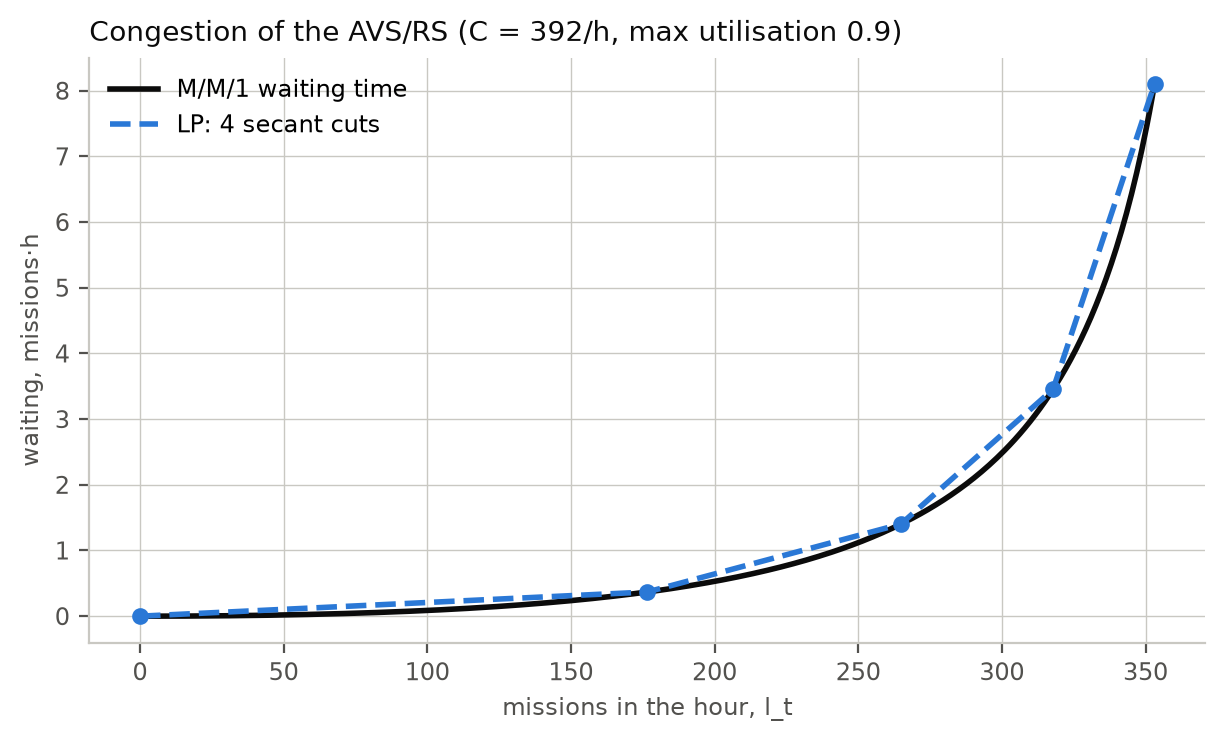 Congestion of the AVS/RS (C = 392/h, max utilisation 0.9)
M/M/1 waiting time
LP: 4 secant cuts
waiting, missions·h
8
7
6
5
4
3
2
1
0
0 50 100 150 200 250 300 350
missions in the hour, l_t